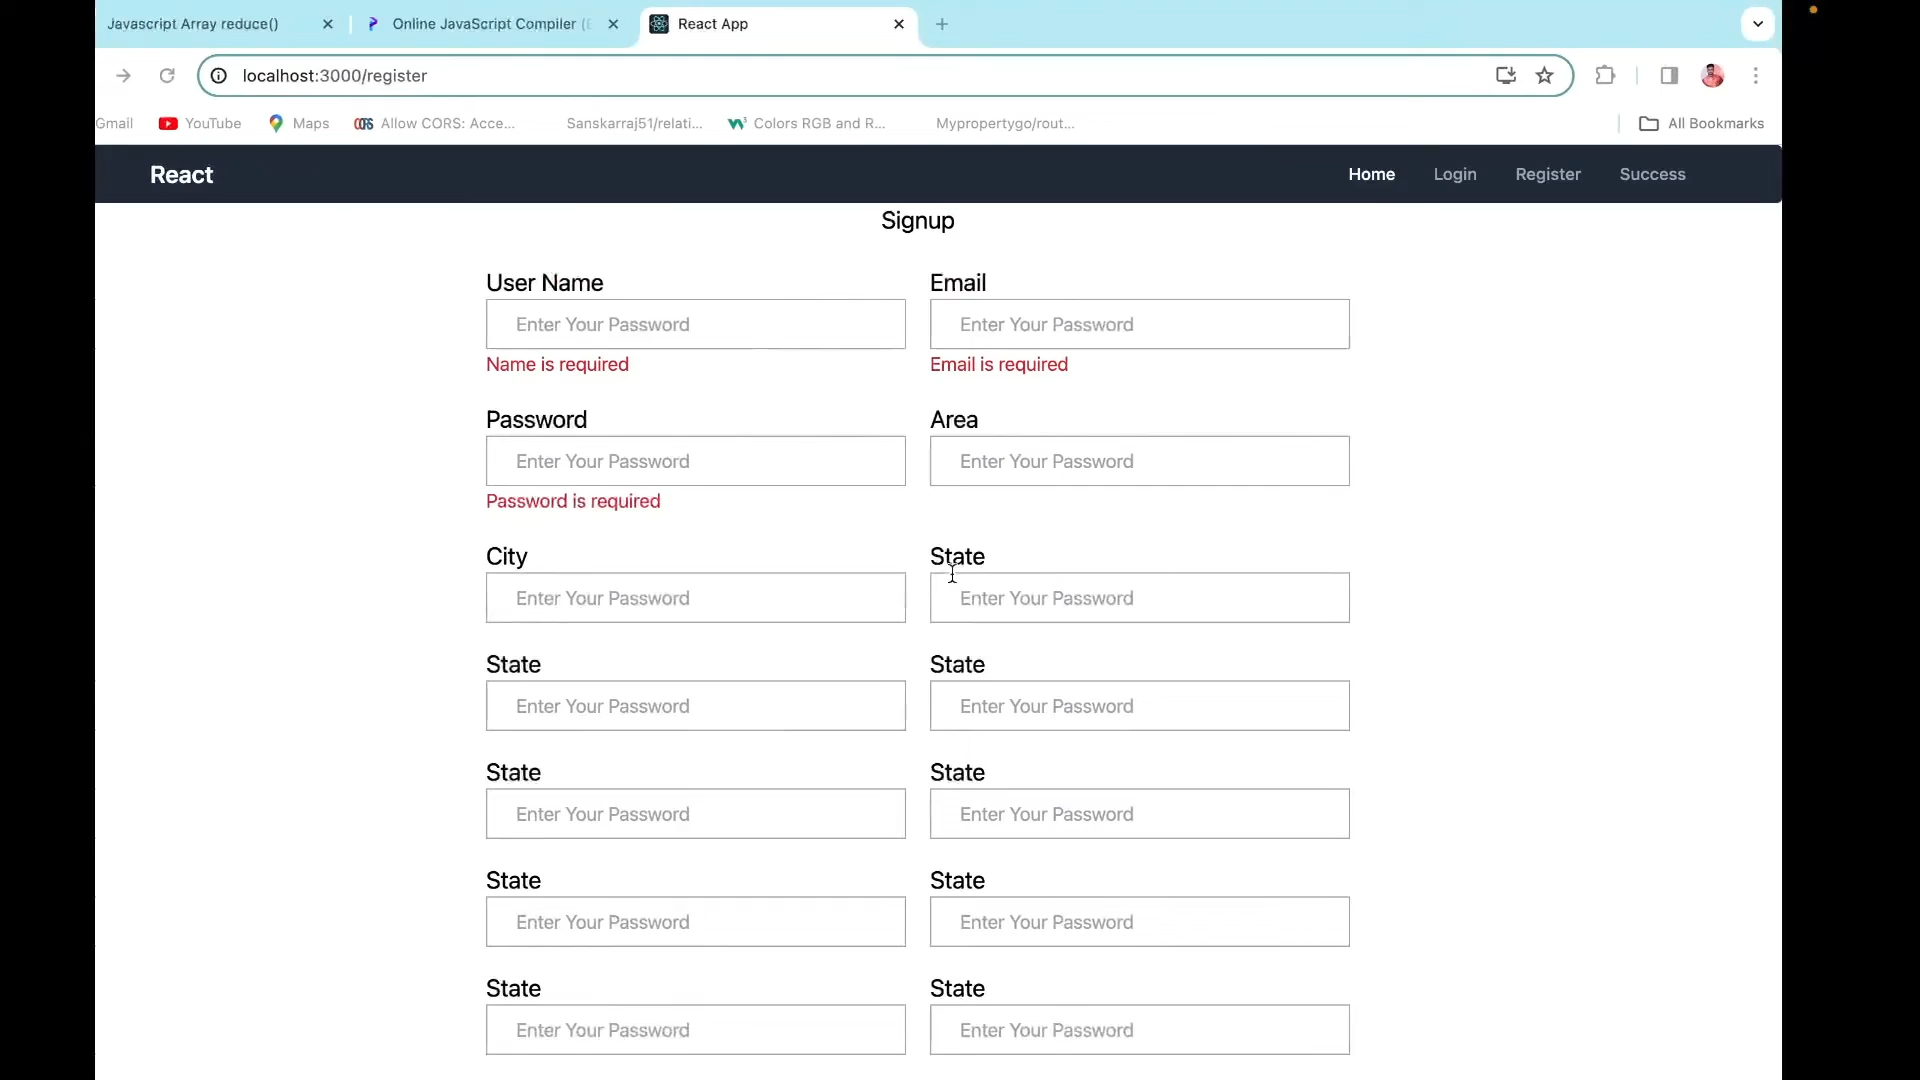 Javascript Array reduce()
Online JavaScript Compiler (
React App
localhost:3000/register
Gmail YouTube Maps Allow CORS: Acce... Sanskarraj51/relati... Colors RGB and R... Mypropertygo/rout... All Bookmarks
React Home Login Register Success
Signup
User Name Email
Enter Your Password Enter Your Password
Name is required Email is required
Password Area
Enter Your Password Enter Your Password
Password is required
City State
Enter Your Password Enter Your Password
State State
Enter Your Password Enter Your Password
State State
Enter Your Password Enter Your Password
State State
Enter Your Password Enter Your Password
State State
Enter Your Password Enter Your Password